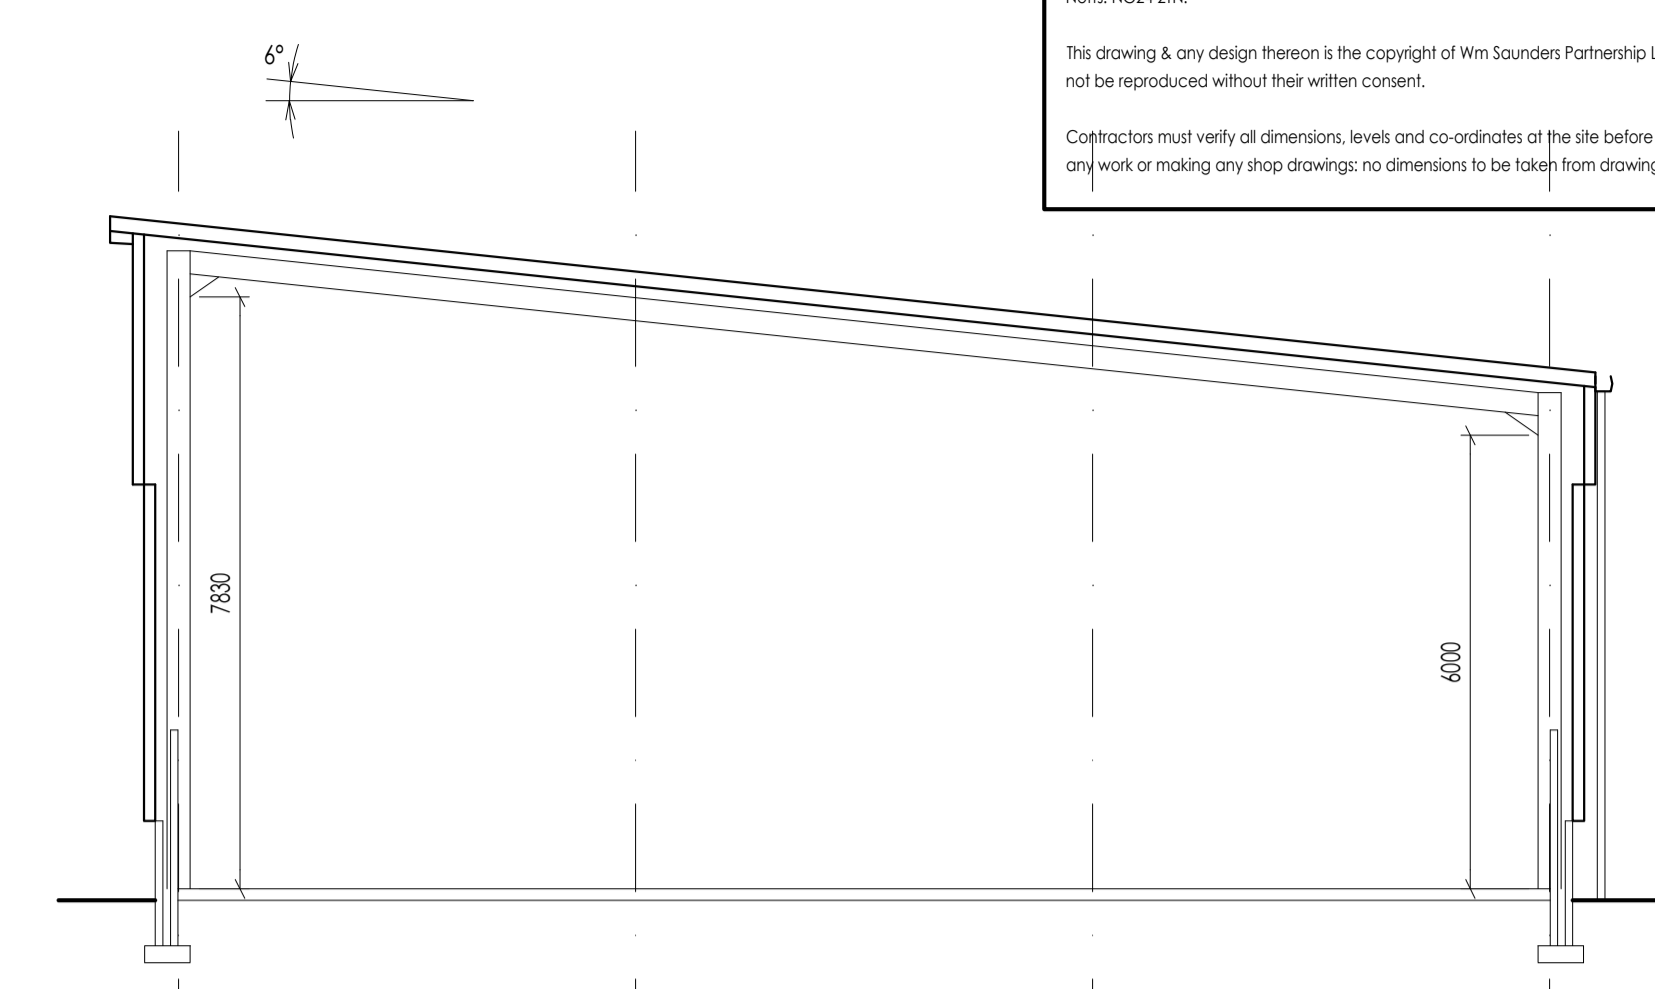 This drawing & any design thereon is the copyright of Wm Saunders Partnership
not be reproduced without their written consent.
Contractors must verify all dimensions, levels and co-ordinates at the site before
any work or making any shop drawings: no dimensions to be taken from drawing
6°
7830
6000